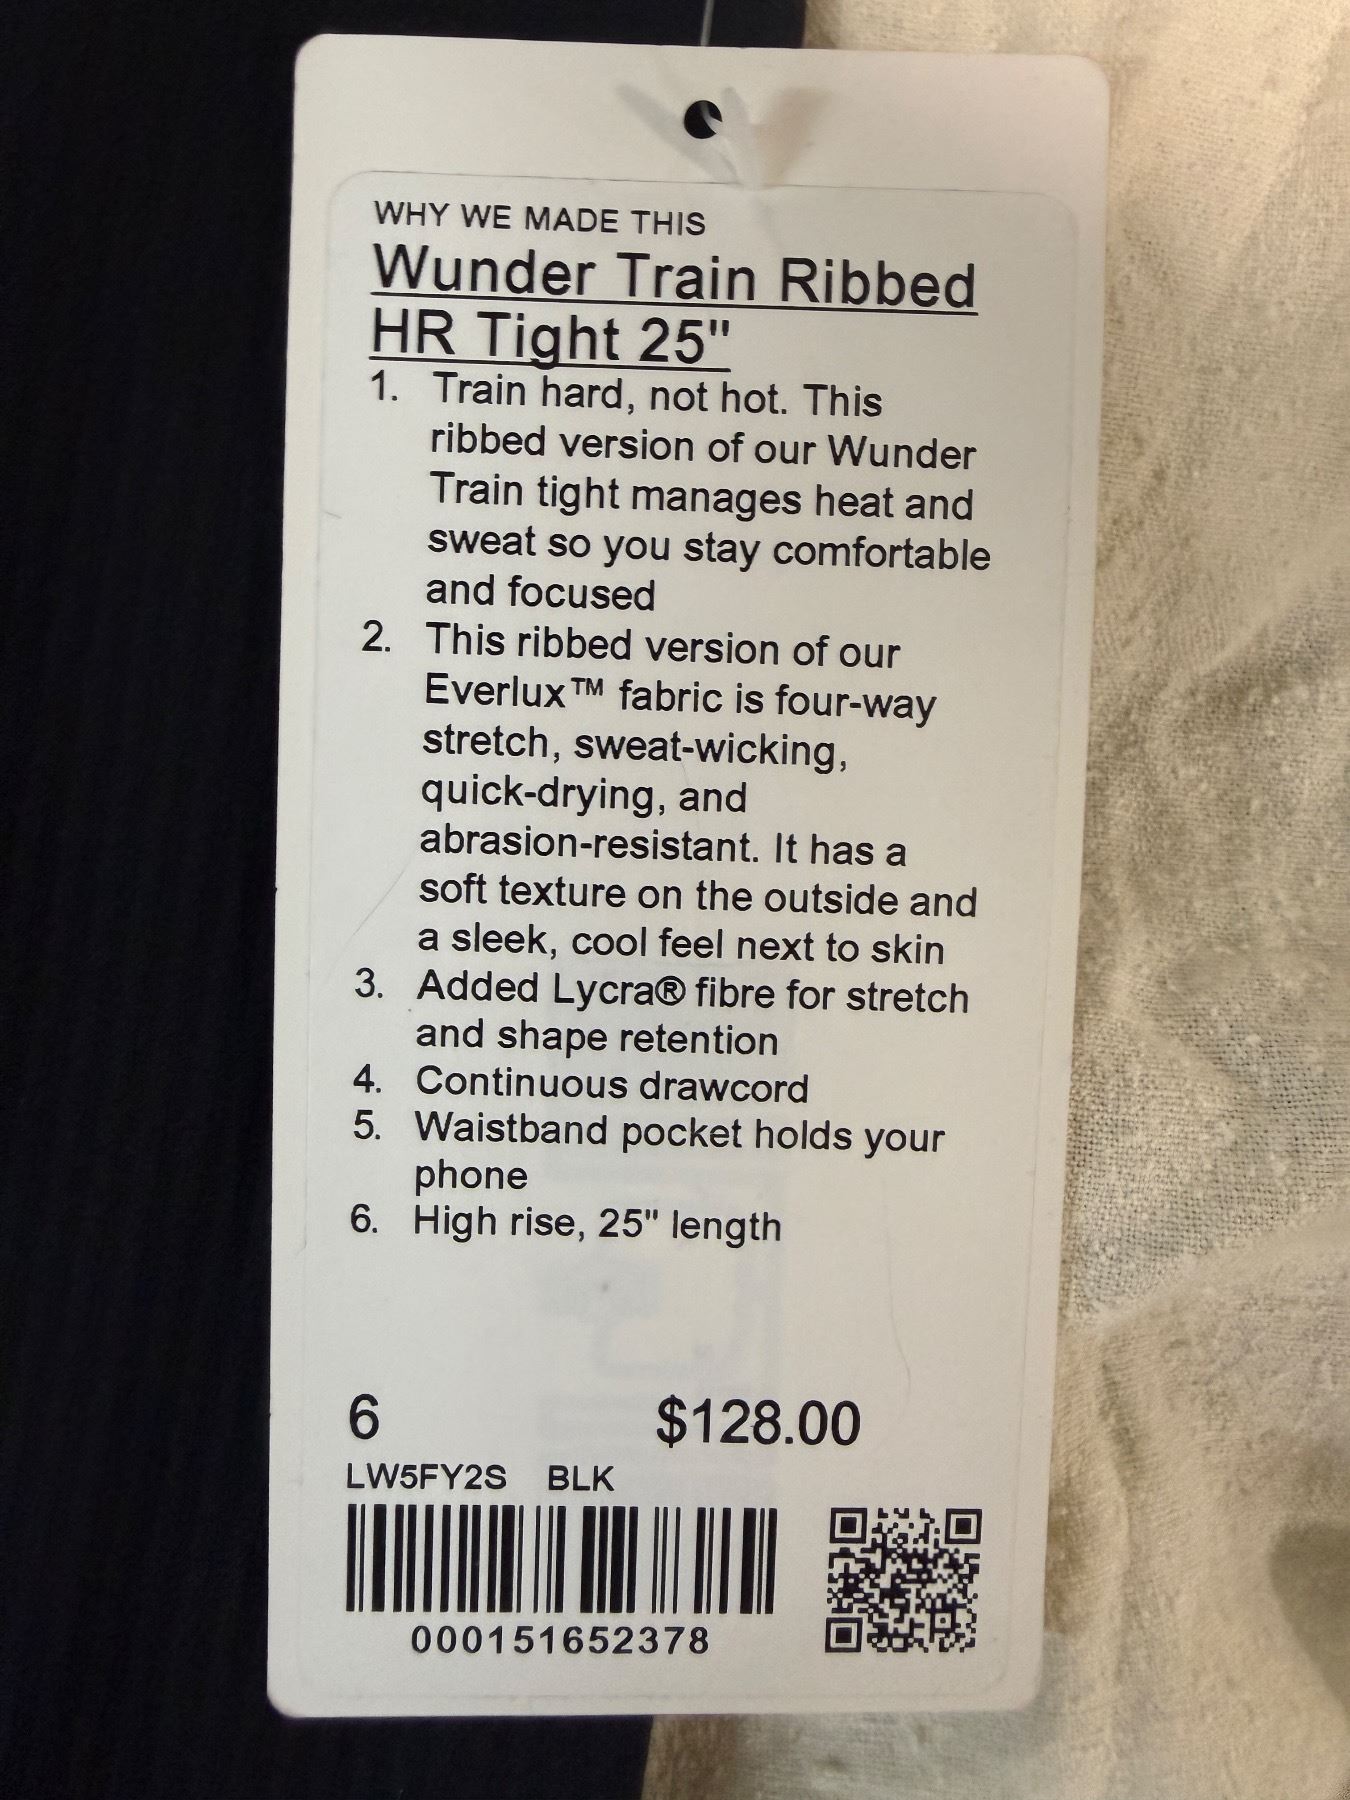 WHY WE MADE THIS
Wunder Train Ribbed
HR Tight 25"
1. Train hard, not hot. This
ribbed version of our Wunder
Train tight manages heat and
sweat so you stay comfortable
and focused
2. This ribbed version of our
Everlux™ fabric is four-way
stretch, sweat-wicking,
quick-drying, and
abrasion-resistant. It has a
soft texture on the outside and
a sleek, cool feel next to skin
3. Added Lycra® fibre for stretch
and shape retention
4. Continuous drawcord
5. Waistband pocket holds your
phone
6. High rise, 25" length
6 $128.00
LW5FY2S BLK
000151652378